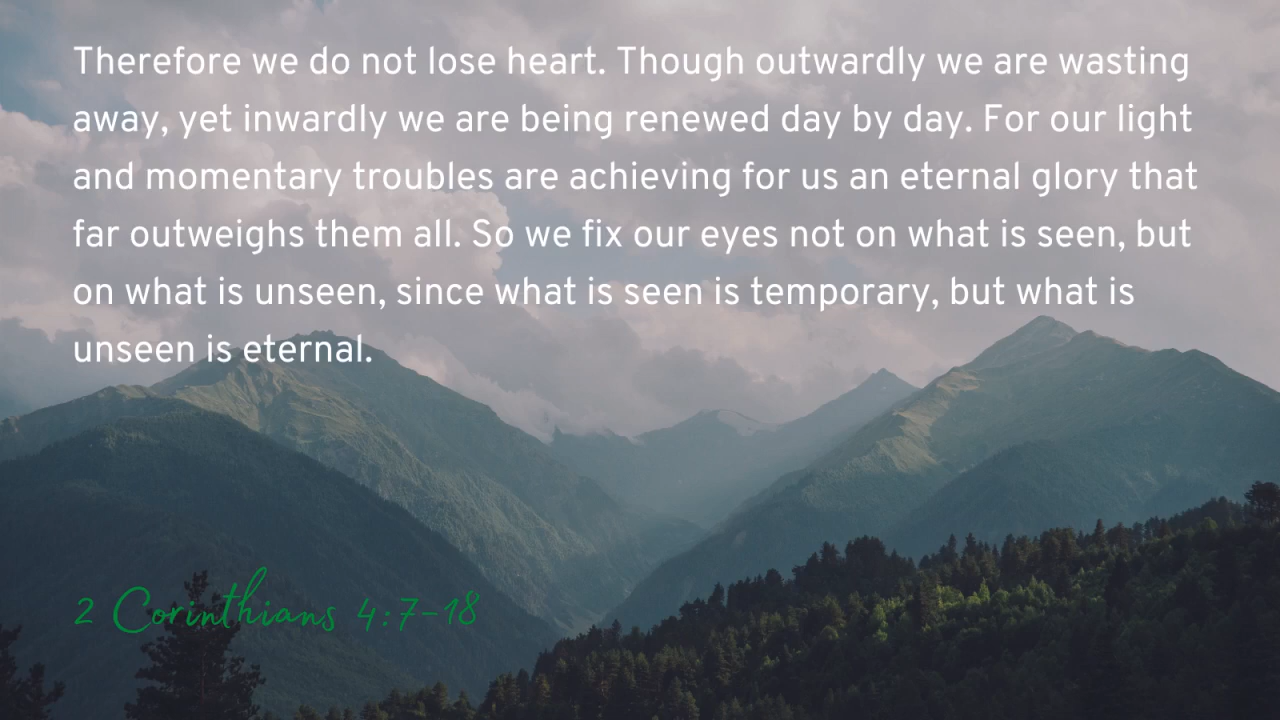 Therefore we do not lose heart. Though outwardly we are wasting
away, yet inwardly we are being renewed day by day. For our light
and momentary troubles are achieving for us an eternal glory that
far outweighs them all. So we fix our eyes not on what is seen, but
on what is unseen, since what is seen is temporary, but what is
unseen is eternal.
2 Corinthians 4:7-18